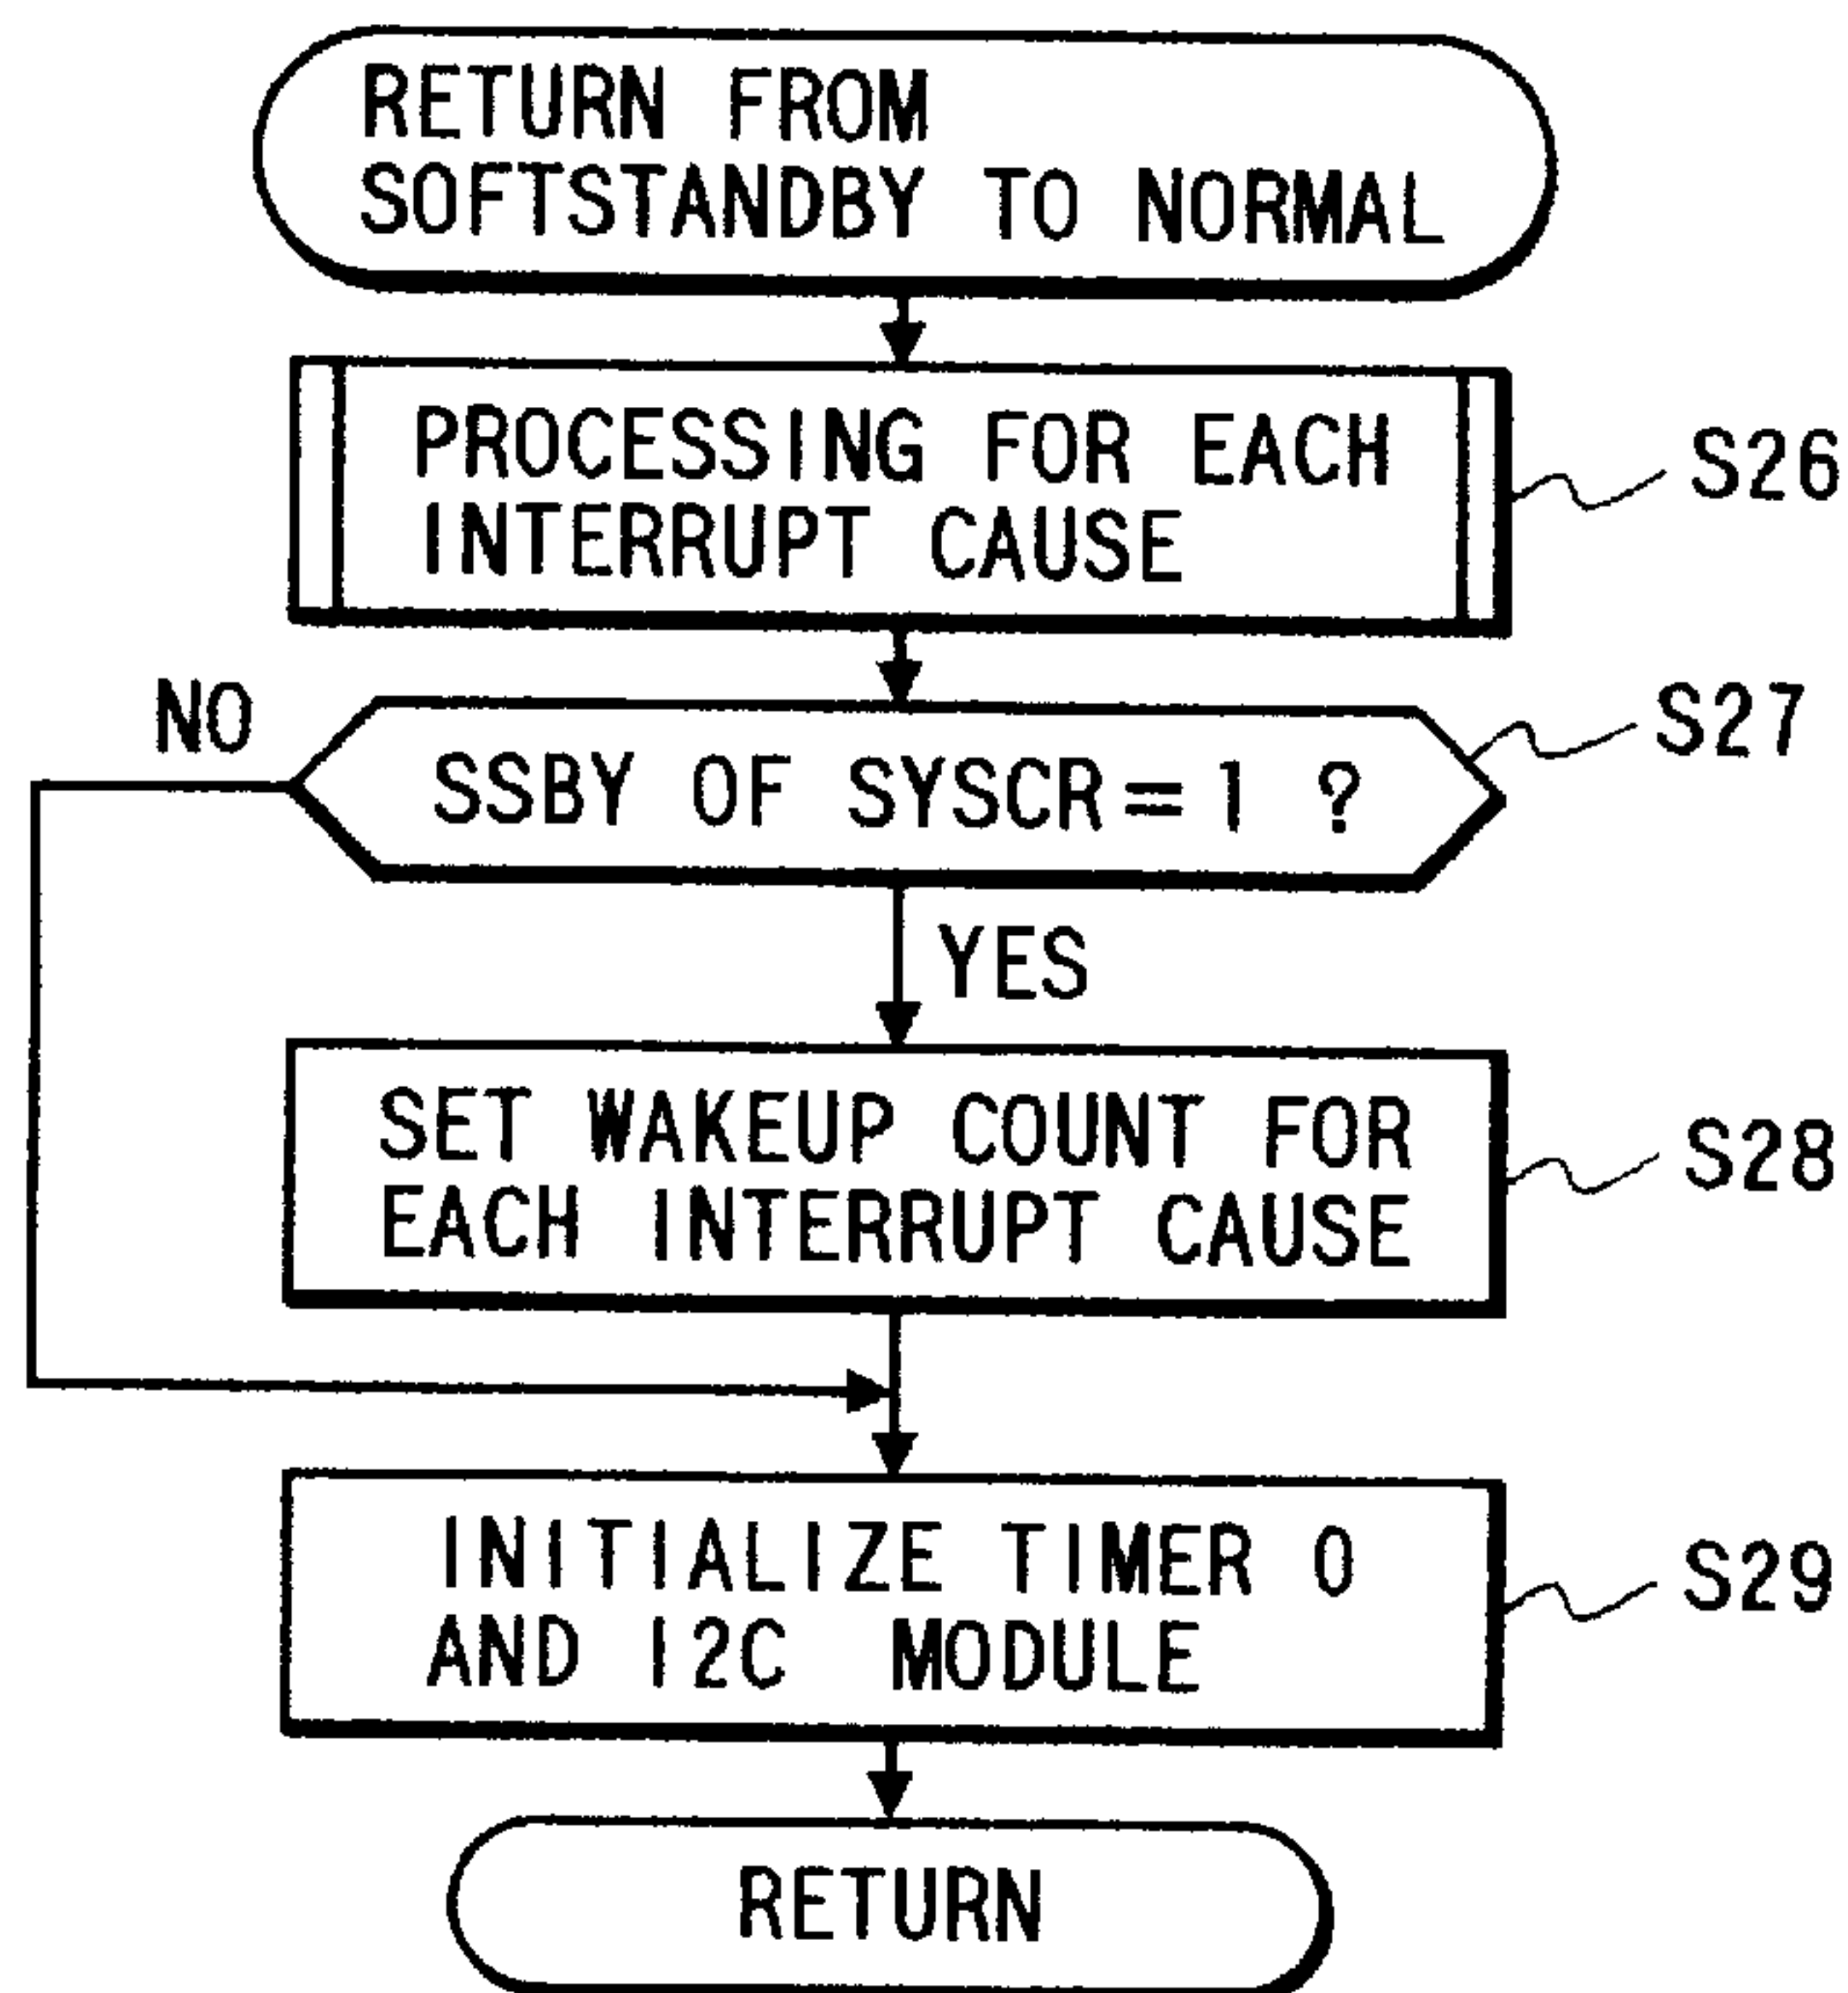 RETURN FROM
SOFTSTANDBY TO NORMAL
PROCESSING FOR EACH
INTERRUPT CAUSE
S26
NO
S27
SSBY OF SYSCR=1 ?
YES
SET WAKEUP COUNT FOR
EACH INTERRUPT CAUSE
S28
INITIALIZE TIMER 0
AND I2C MODULE
S29
RETURN